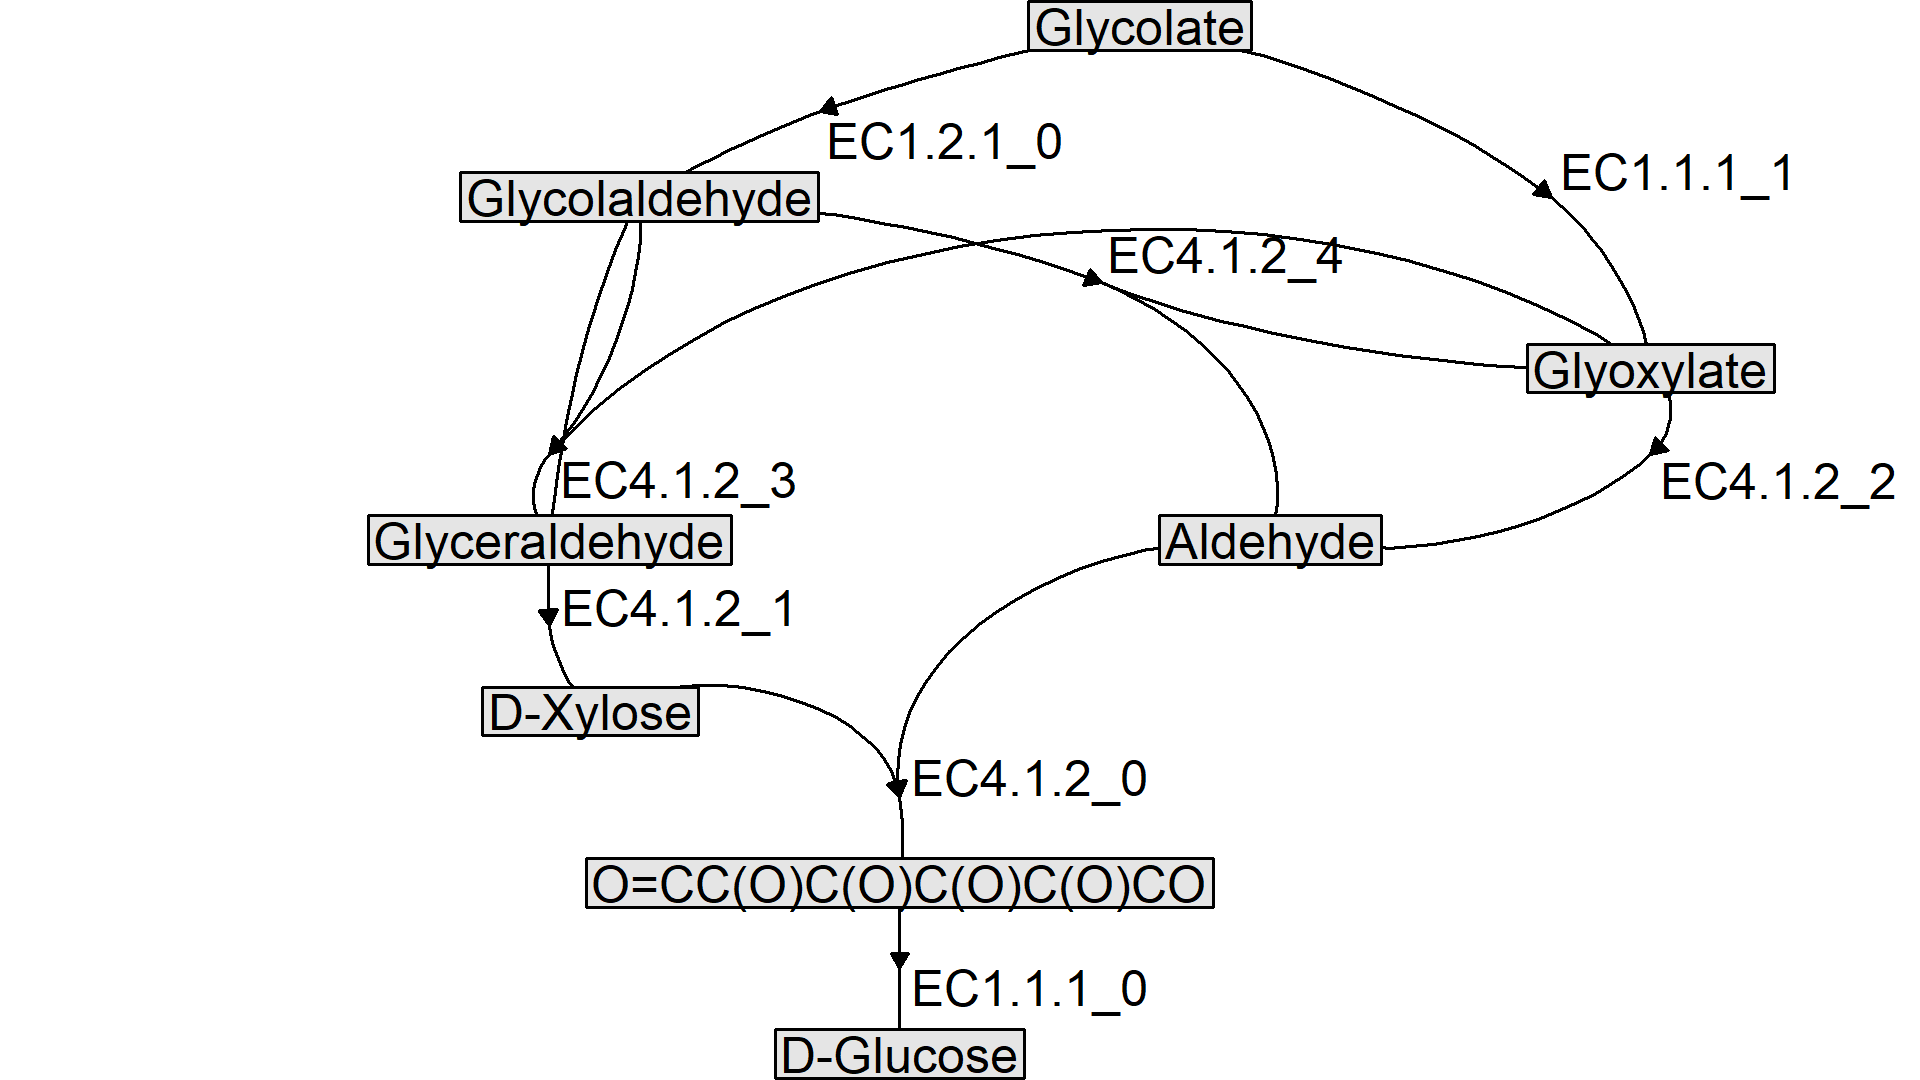 Glycolate
EC1.2.1_0
EC1.1.1_1
Glycolaldehyde
EC4.1.2_4
Glyoxylate
EC4.1.2_3
EC4.1.2_2
Glyceraldehyde
Aldehyde
EC4.1.2_1
D-Xylose
EC4.1.2_0
O=CC(O)C(O)C(O)C(O)CO
EC1.1.1_0
D-Glucose